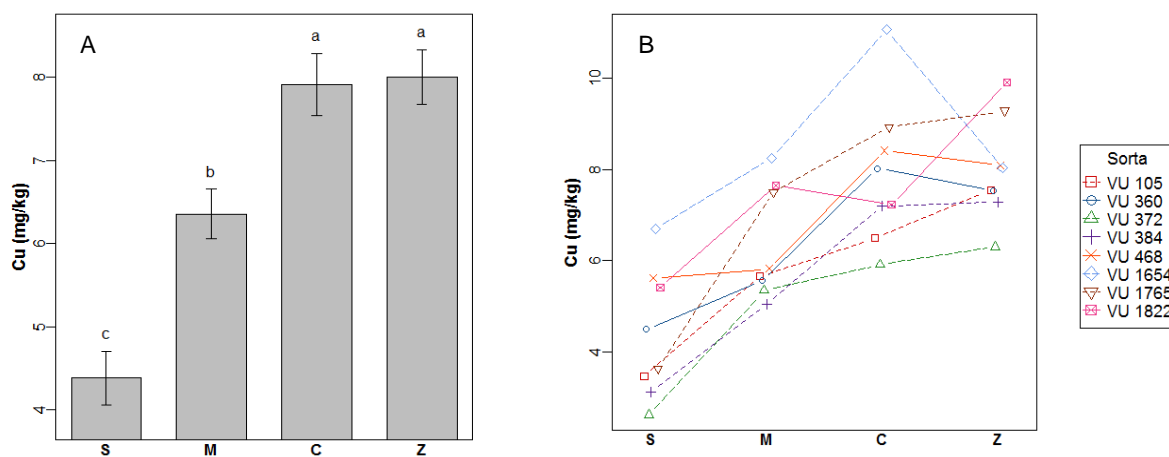 A
Cu (mg/kg)
8
7
6
5
4
c
b
a
a
S M C Z
B
Cu (mg/kg)
10
8
6
4
S M C Z
Sorta
VU 105
VU 360
VU 372
VU 384
VU 468
VU 1654
VU 1765
VU 1822